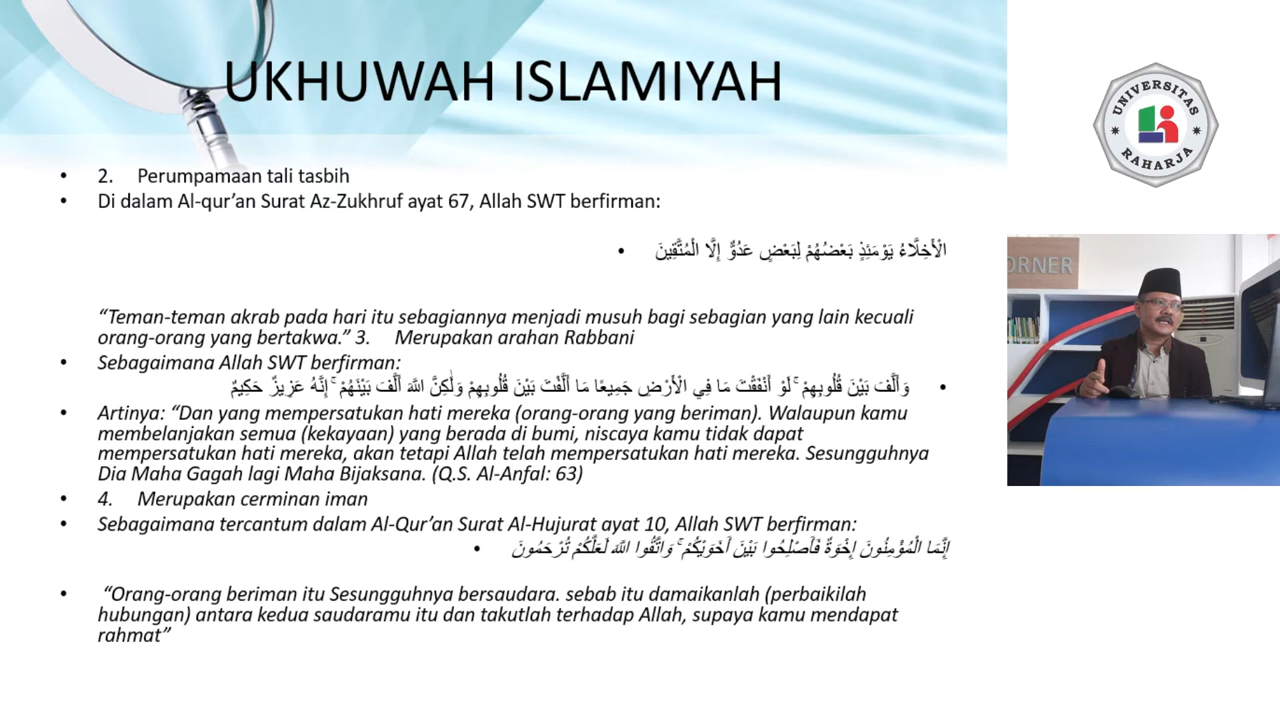 UKHUWAH ISLAMIYAH
• 2. Perumpamaan tali tasbih
• Di dalam Al-qur’an Surat Az-Zukhruf ayat 67, Allah SWT berfirman:
• الْأَخِلَّاءُ يَوْمَئِذٍ بَعْضُهُمْ لِبَعْضٍ عَدُوٌّ إِلَّا الْمُتَّقِينَ
“Teman-teman akrab pada hari itu sebagiannya menjadi musuh bagi sebagian yang lain kecuali
orang-orang yang bertakwa.” 3. Merupakan arahan Rabbani
• Sebagaimana Allah SWT berfirman:
• وَأَلَّفَ بَيْنَ قُلُوبِهِمْ ۚ لَوْ أَنْفَقْتَ مَا فِي الْأَرْضِ جَمِيعًا مَا أَلَّفْتَ بَيْنَ قُلُوبِهِمْ وَلَٰكِنَّ اللَّهَ أَلَّفَ بَيْنَهُمْ ۚ إِنَّهُ عَزِيزٌ حَكِيمٌ
• Artinya: “Dan yang mempersatukan hati mereka (orang-orang yang beriman). Walaupun kamu
membelanjakan semua (kekayaan) yang berada di bumi, niscaya kamu tidak dapat
mempersatukan hati mereka, akan tetapi Allah telah mempersatukan hati mereka. Sesungguhnya
Dia Maha Gagah lagi Maha Bijaksana. (Q.S. Al-Anfal: 63)
• 4. Merupakan cerminan iman
• Sebagaimana tercantum dalam Al-Qur’an Surat Al-Hujurat ayat 10, Allah SWT berfirman:
• إِنَّمَا الْمُؤْمِنُونَ إِخْوَةٌ فَأَصْلِحُوا بَيْنَ أَخَوَيْكُمْ ۚ وَاتَّقُوا اللَّهَ لَعَلَّكُمْ تُرْحَمُونَ
• “Orang-orang beriman itu Sesungguhnya bersaudara. sebab itu damaikanlah (perbaikilah
hubungan) antara kedua saudaramu itu dan takutlah terhadap Allah, supaya kamu mendapat
rahmat”
UNIVERSITAS
RAHARJA
ORNER